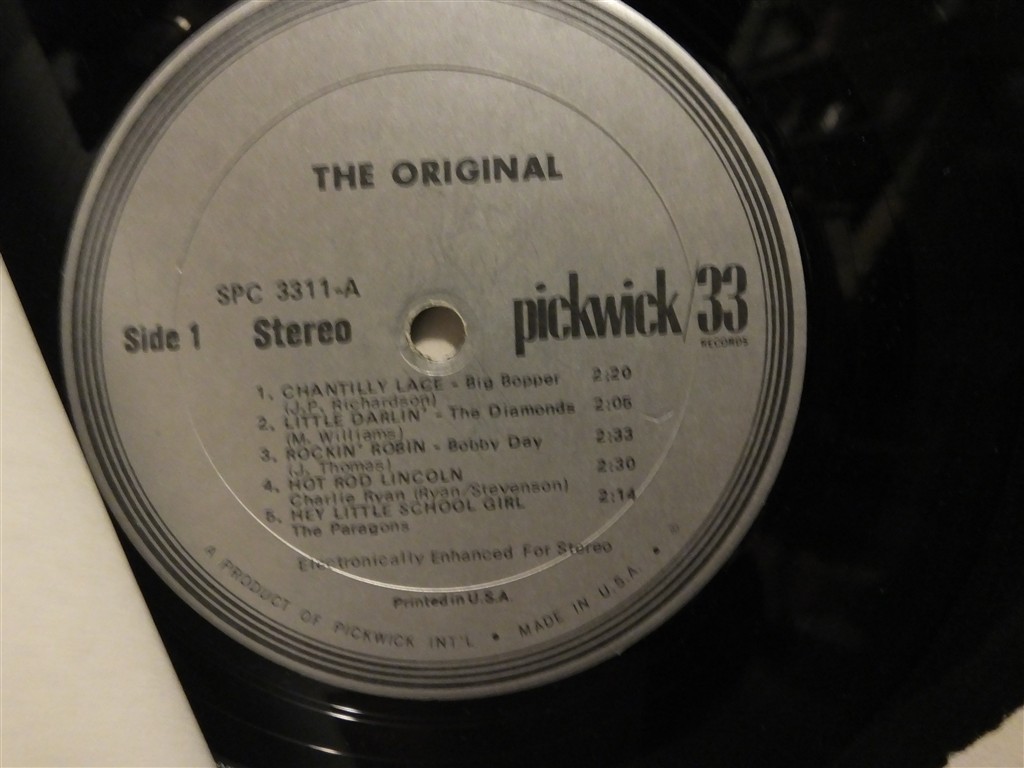 THE ORIGINAL
SPC 3311-A
Side 1 Stereo
pickwick/33
RECORDS
1. CHANTILLY LACE - Big Bopper 2:20
(J.P. Richardson)
2. LITTLE DARLIN' - The Diamonds 2:05
(M. Williams)
3. ROCKIN' ROBIN - Bobby Day 2:33
(J. Thomas)
4. HOT ROD LINCOLN 2:30
Charlie Ryan (Ryan/Stevenson)
5. HEY LITTLE SCHOOL GIRL 2:14
The Paragons
Electronically Enhanced For Stereo
Printed in U.S.A.
A PRODUCT OF PICKWICK INT'L • MADE IN U.S.A. •